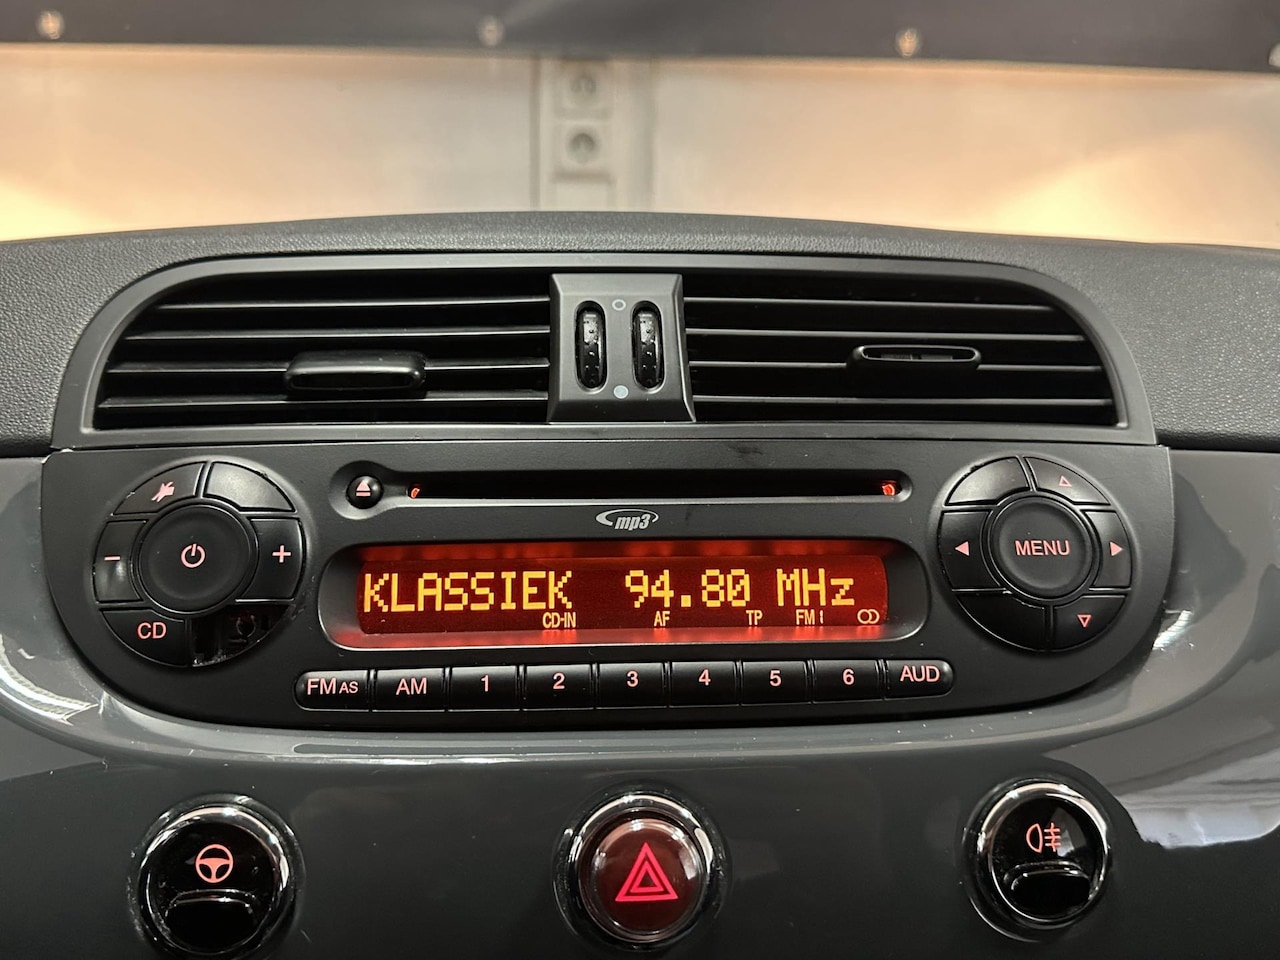 mp3
KLASSIEK 94.80 MHz
CD-IN AF TP FM1
MENU
CD
FM AS AM 1 2 3 4 5 6 AUD